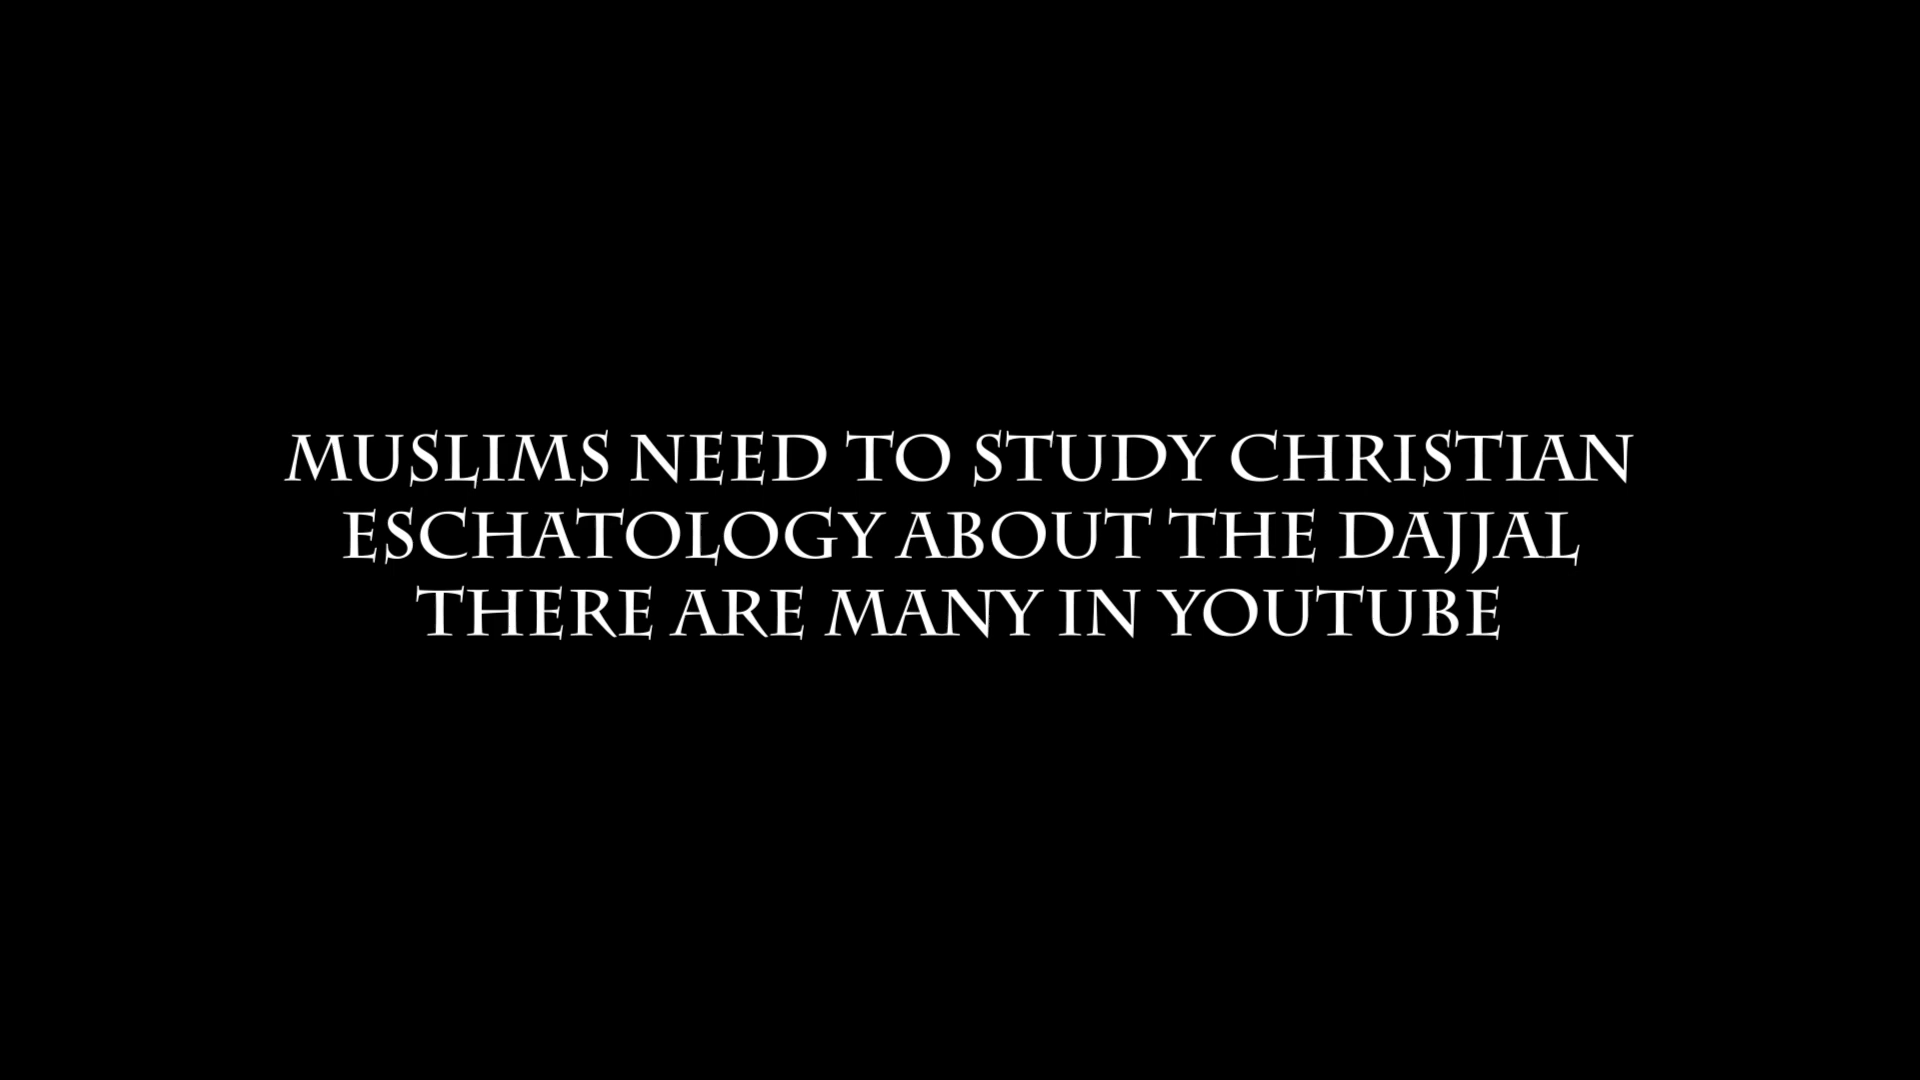 MUSLIMS NEED TO STUDY CHRISTIAN
ESCHATOLOGY ABOUT THE DAJJAL
THERE ARE MANY IN YOUTUBE